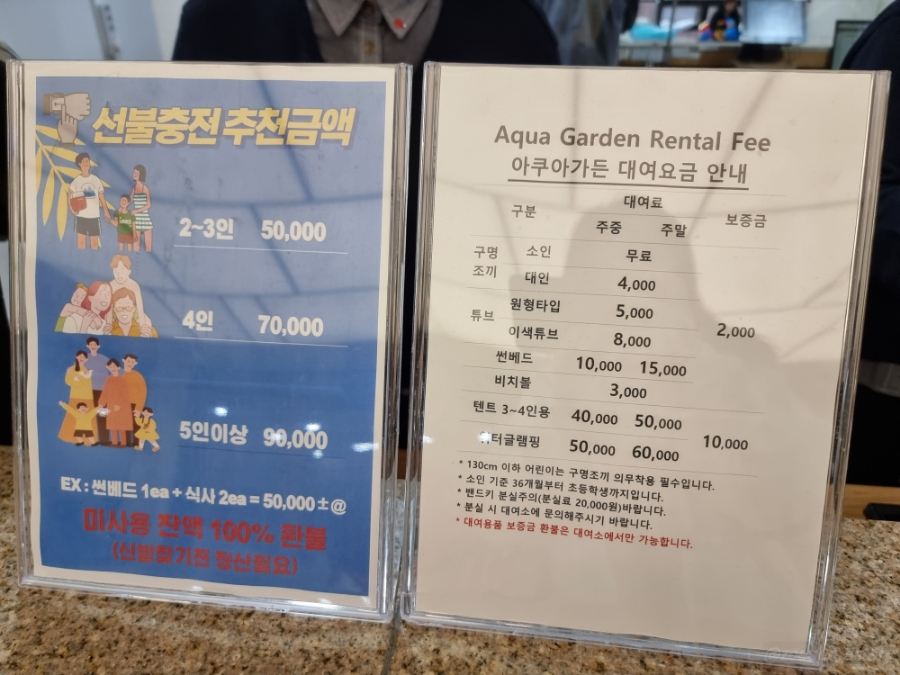 선불충전 추천금액
2~3인 50,000
4인 70,000
5인이상 90,000
EX : 썬베드 1ea + 식사 2ea = 50,000 ±@
미사용 잔액 100% 환불
(신발찾기전 정산필요)
Aqua Garden Rental Fee
아쿠아가든 대여요금 안내
구분 대여료 보증금
주중 주말
구명조끼 소인 무료
대인 4,000
튜브 원형타입 5,000
이색튜브 8,000 2,000
썬베드 10,000 15,000
비치볼 3,000
텐트 3~4인용 40,000 50,000
워터글램핑 50,000 60,000 10,000
* 130cm 이하 어린이는 구명조끼 의무착용 필수입니다.
* 소인 기준 36개월부터 초등학생까지입니다.
* 밴드키 분실주의(분실료 20,000원)바랍니다.
* 분실 시 대여소에 문의해주시기 바랍니다.
* 대여용품 보증금 환불은 대여소에서만 가능합니다.